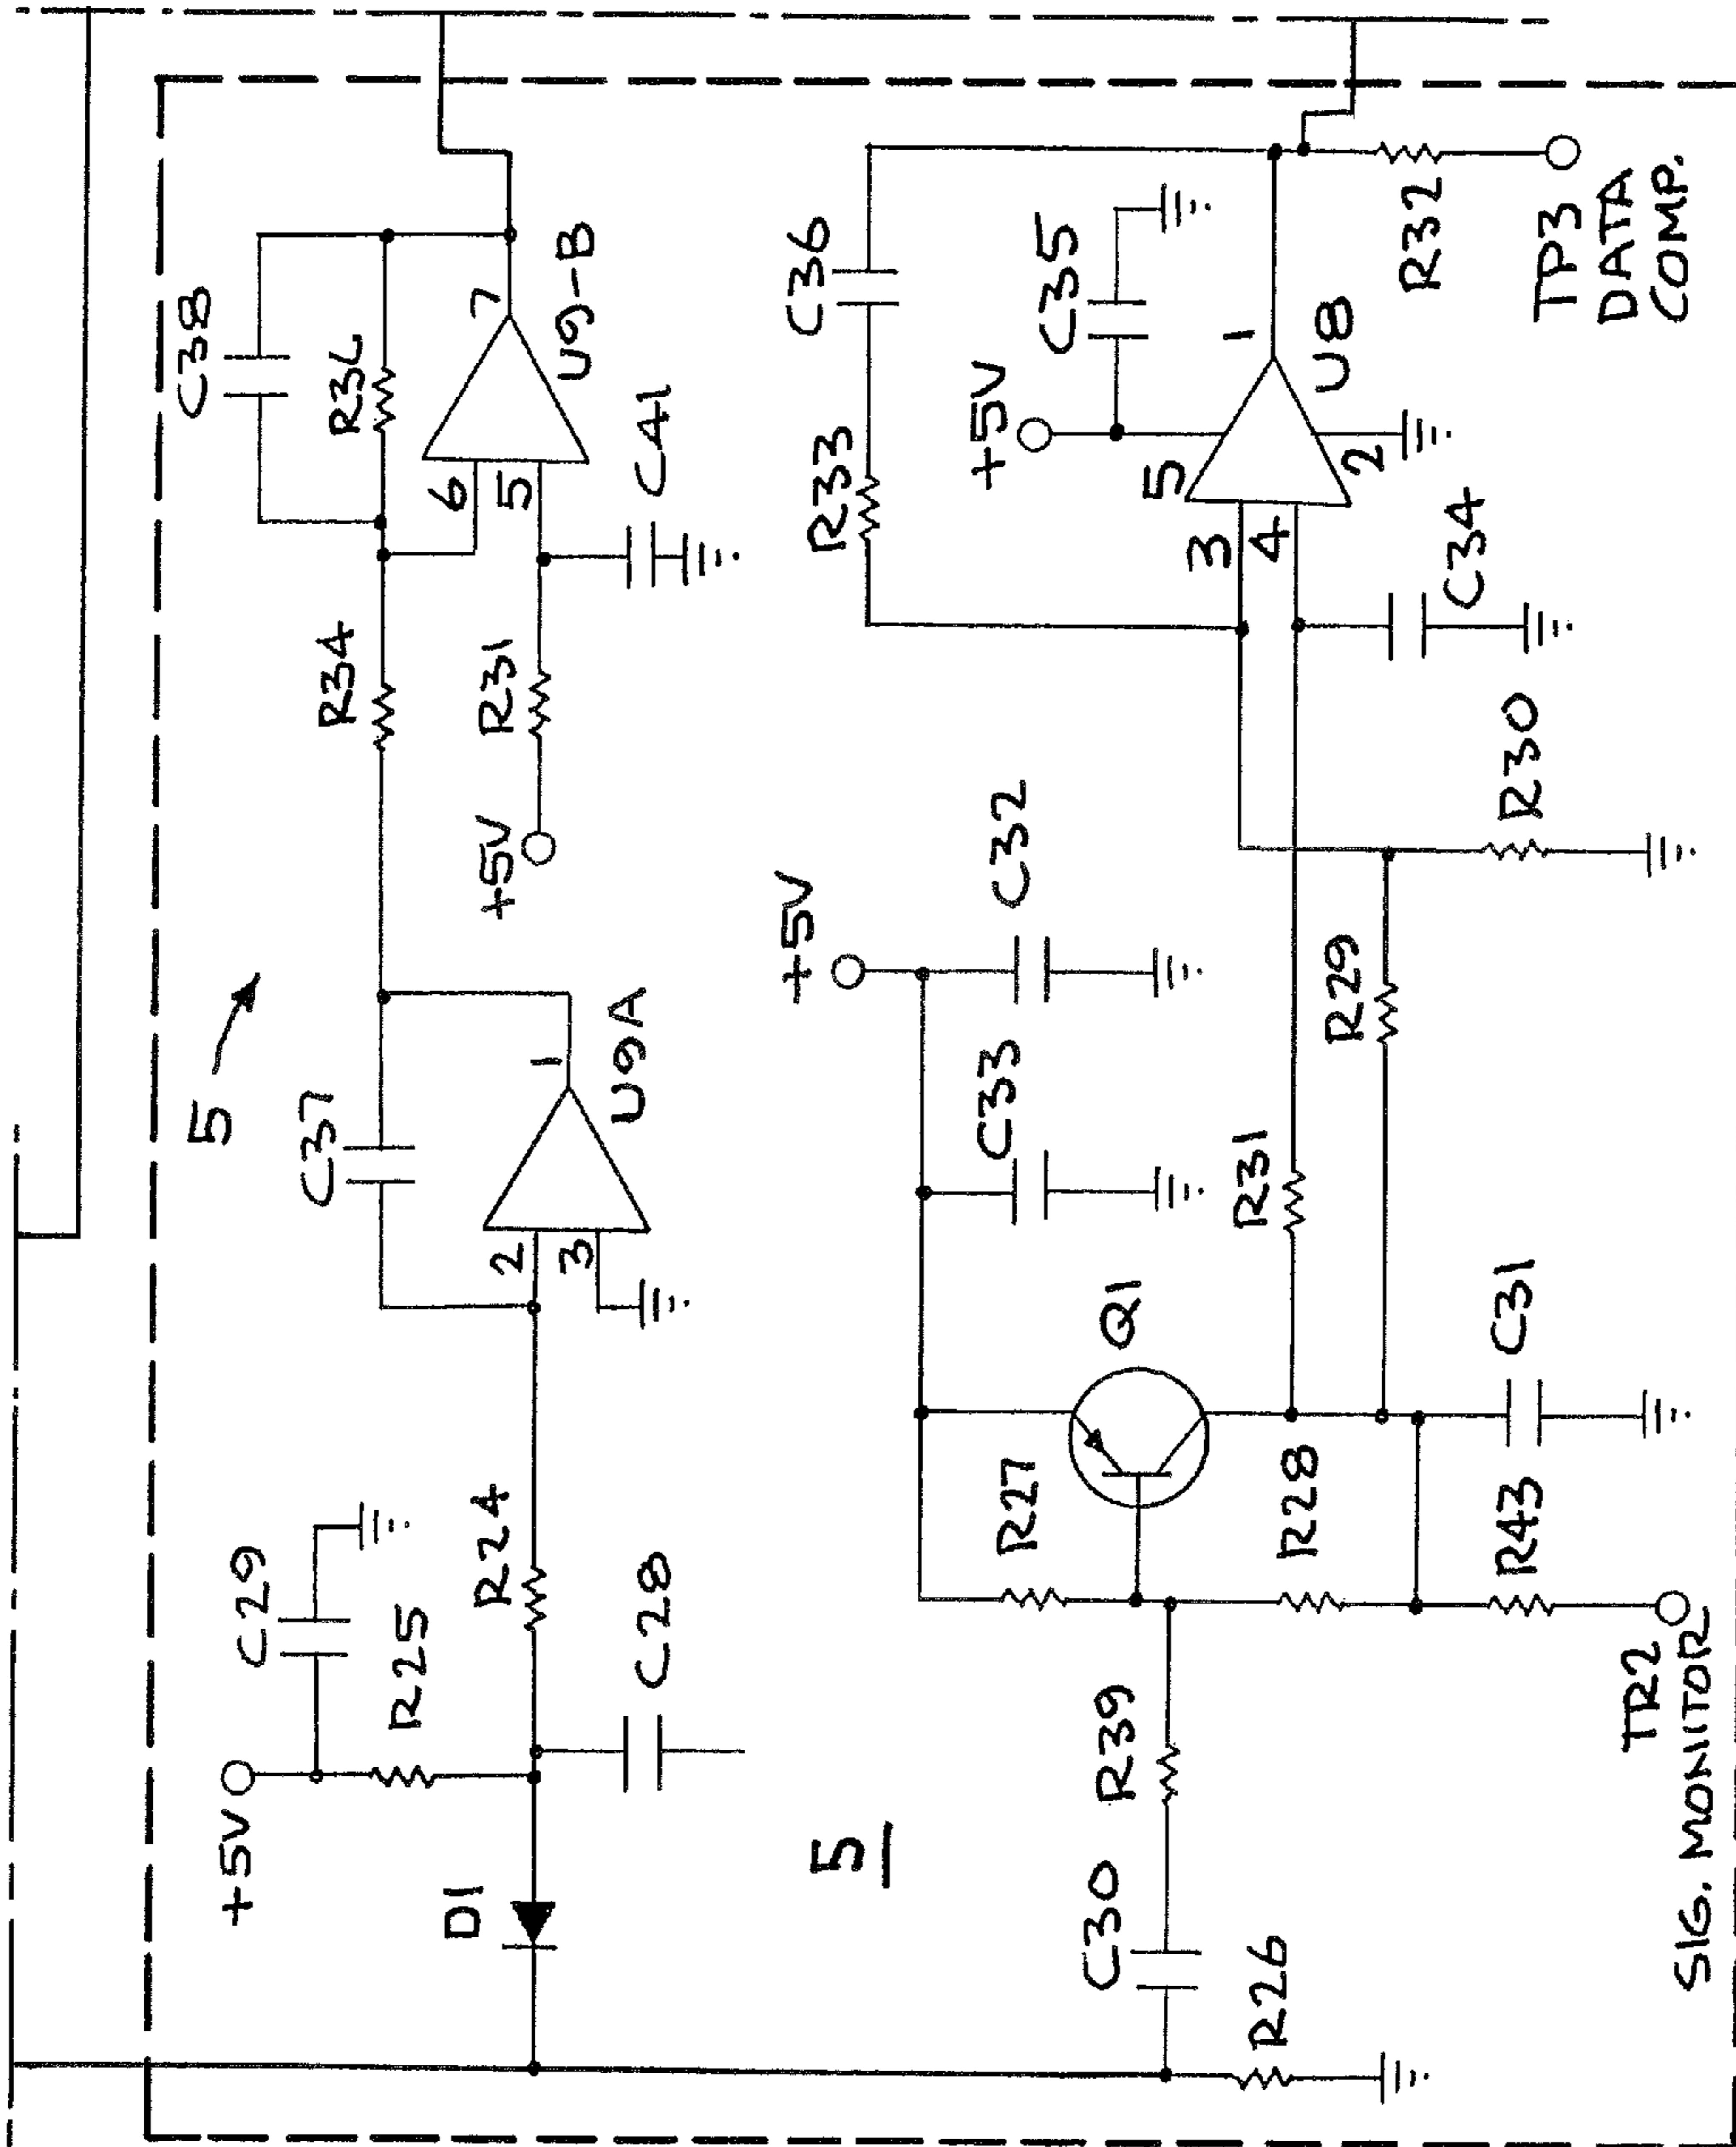 5
C38
+5V
C29
C37
R34
R36
R25
D1
R24
2
3
1
U9A
+5V
R31
6
5
7
U9-B
C28
C41
5
+5V
C33
C32
R33
C36
R27
Q1
+5V
C35
C30
R39
R31
3
4
5
2
1
U8
R26
R28
R29
C34
R32
R43
C31
R30
TR2
SIG. MONITOR
TP3
DATA
COMP.